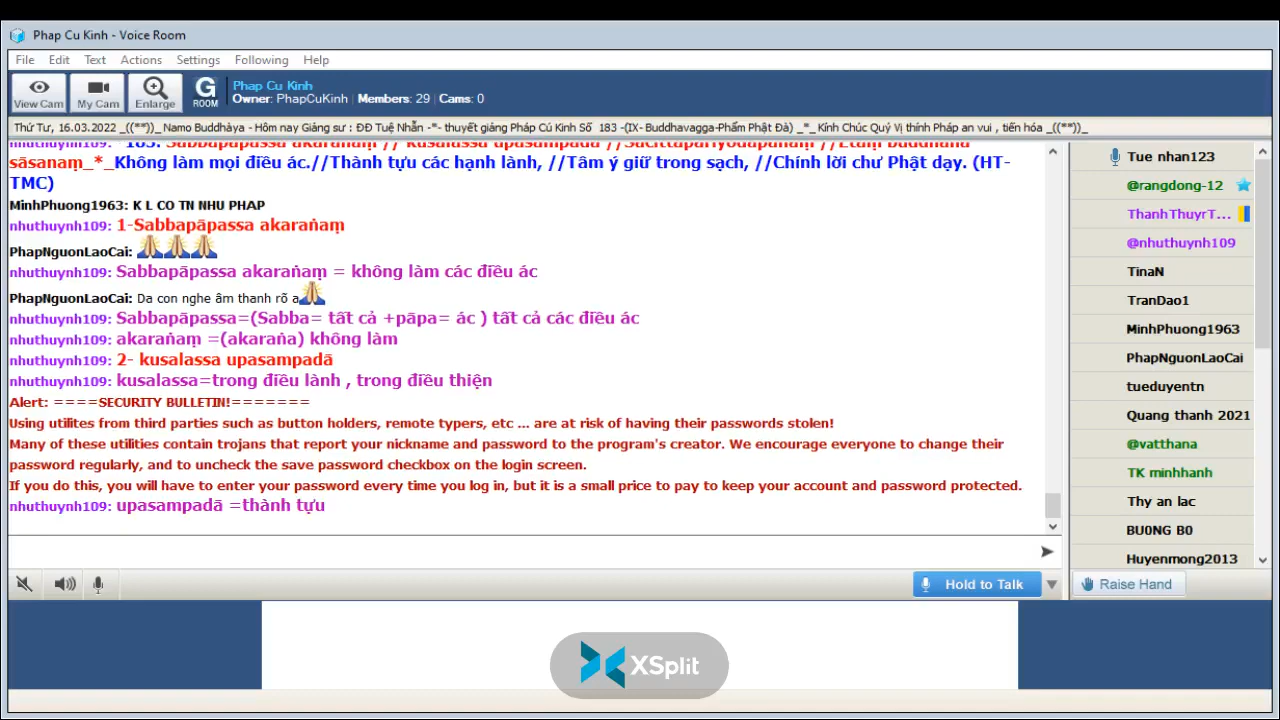 Phap Cu Kinh - Voice Room
File Edit Text Actions Settings Following Help
View Cam My Cam Enlarge G ROOM
Phap Cu Kinh
Owner: PhapCuKinh Members: 29 Cams: 0
Thứ Tư, 16.03.2022 _((**))_ Namo Buddhàya - Hôm nay Giảng sư : ĐĐ Tuệ Nhẫn -*- thuyết giảng Pháp Cú Kinh Số 183 -(IX- Buddhavagga-Phẩm Phật Đà) _*_ Kính Chúc Quý Vị thính Pháp an vui , tiến hóa _((**))_
nhuthuynh109: *183. Sabbapāpassa akaraṅaṃ // kusalassa upasampadā // Sacittapariyodapanaṃ //Etaṃ buddhāna
sāsanaṃ_*_Không làm mọi điều ác.//Thành tựu các hạnh lành, //Tâm ý giữ trong sạch, //Chính lời chư Phật dạy. (HT-
TMC)
MinhPhuong1963: K L CO TN NHU PHAP
nhuthuynh109: 1-Sabbapāpassa akaraṅaṃ
PhapNguonLaoCai:
nhuthuynh109: Sabbapāpassa akaraṅaṃ = không làm các điều ác
PhapNguonLaoCai: Da con nghe âm thanh rõ a
nhuthuynh109: Sabbapāpassa=(Sabba= tất cả +pāpa= ác ) tất cả các điều ác
nhuthuynh109: akaraṅaṃ =(akaraṅa) không làm
nhuthuynh109: 2- kusalassa upasampadā
nhuthuynh109: kusalassa=trong điều lành , trong điều thiện
Alert: ====SECURITY BULLETIN!=======
Using utilites from third parties such as button holders, remote typers, etc ... are at risk of having their passwords stolen!
Many of these utilities contain trojans that report your nickname and password to the program's creator. We encourage everyone to change their
password regularly, and to uncheck the save password checkbox on the login screen.
If you do this, you will have to enter your password every time you log in, but it is a small price to pay to keep your account and password protected.
nhuthuynh109: upasampadā =thành tựu
Tue nhan123
@rangdong-12
ThanhThuyrT...
@nhuthuynh109
TinaN
TranDao1
MinhPhuong1963
PhapNguonLaoCai
tueduyentn
Quang thanh 2021
@vatthana
TK minhhanh
Thy an lac
BU0NG B0
Huyenmong2013
Hold to Talk
Raise Hand
XSplit